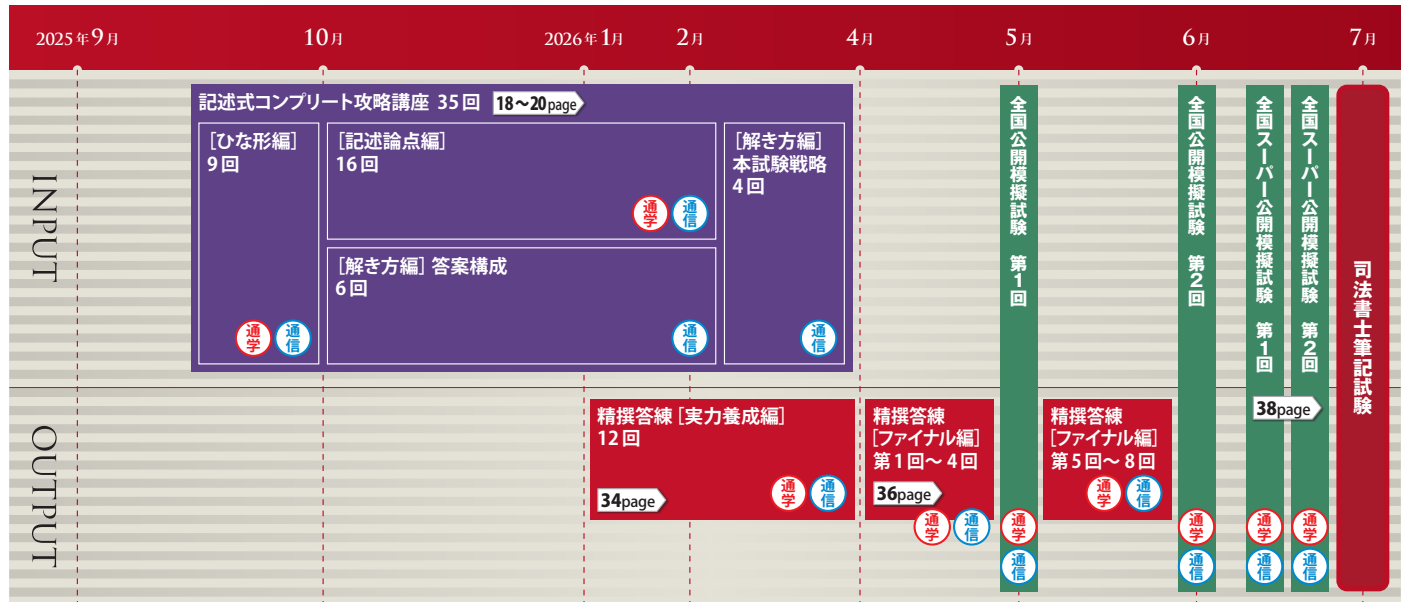 2025年9月
10月
2026年1月
2月
4月
5月
6月
7月
INPUT
記述式コンプリート攻略講座 35回 18〜20page
[ひな形編]
9回
通学
通信
[記述論点編]
16回
通学
通信
[解き方編] 答案構成
6回
通信
[解き方編]
本試験戦略
4回
通信
OUTPUT
精撰答練 [実力養成編]
12回
34page
通学
通信
精撰答練
[ファイナル編]
第1回〜4回
36page
通学
通信
全国公開模擬試験 第1回
通学
通信
精撰答練
[ファイナル編]
第5回〜8回
通学
通信
全国公開模擬試験 第2回
通学
通信
全国スーパー公開模擬試験 第1回
通学
通信
全国スーパー公開模擬試験 第2回
38page
通学
通信
司法書士筆記試験